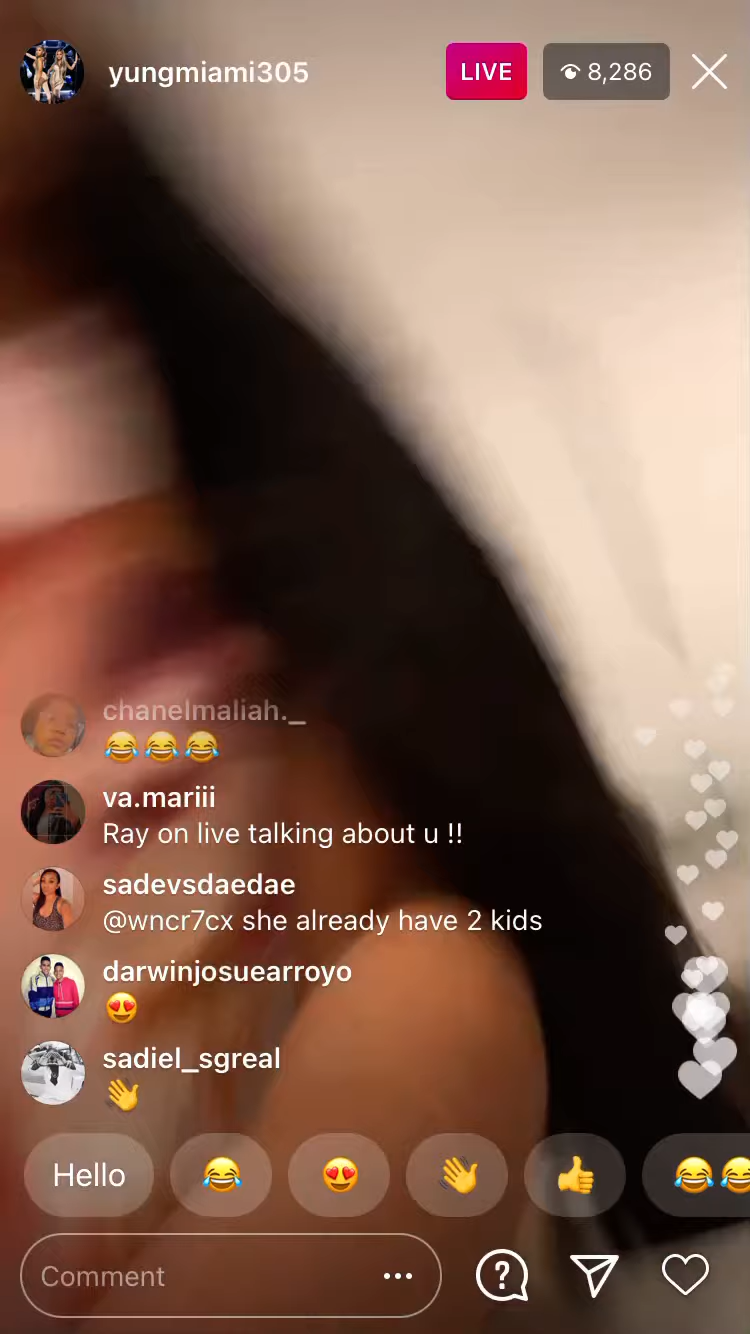 yungmiami305
LIVE
8,286
chanelmaliah._
😂😂😂
va.mariii
Ray on live talking about u !!
sadevsdaedae
@wncr7cx she already have 2 kids
darwinjosuearroyo
😍
sadiel_sgreal
👋
Hello 😂 😍 👋 👍 😂😂
Comment